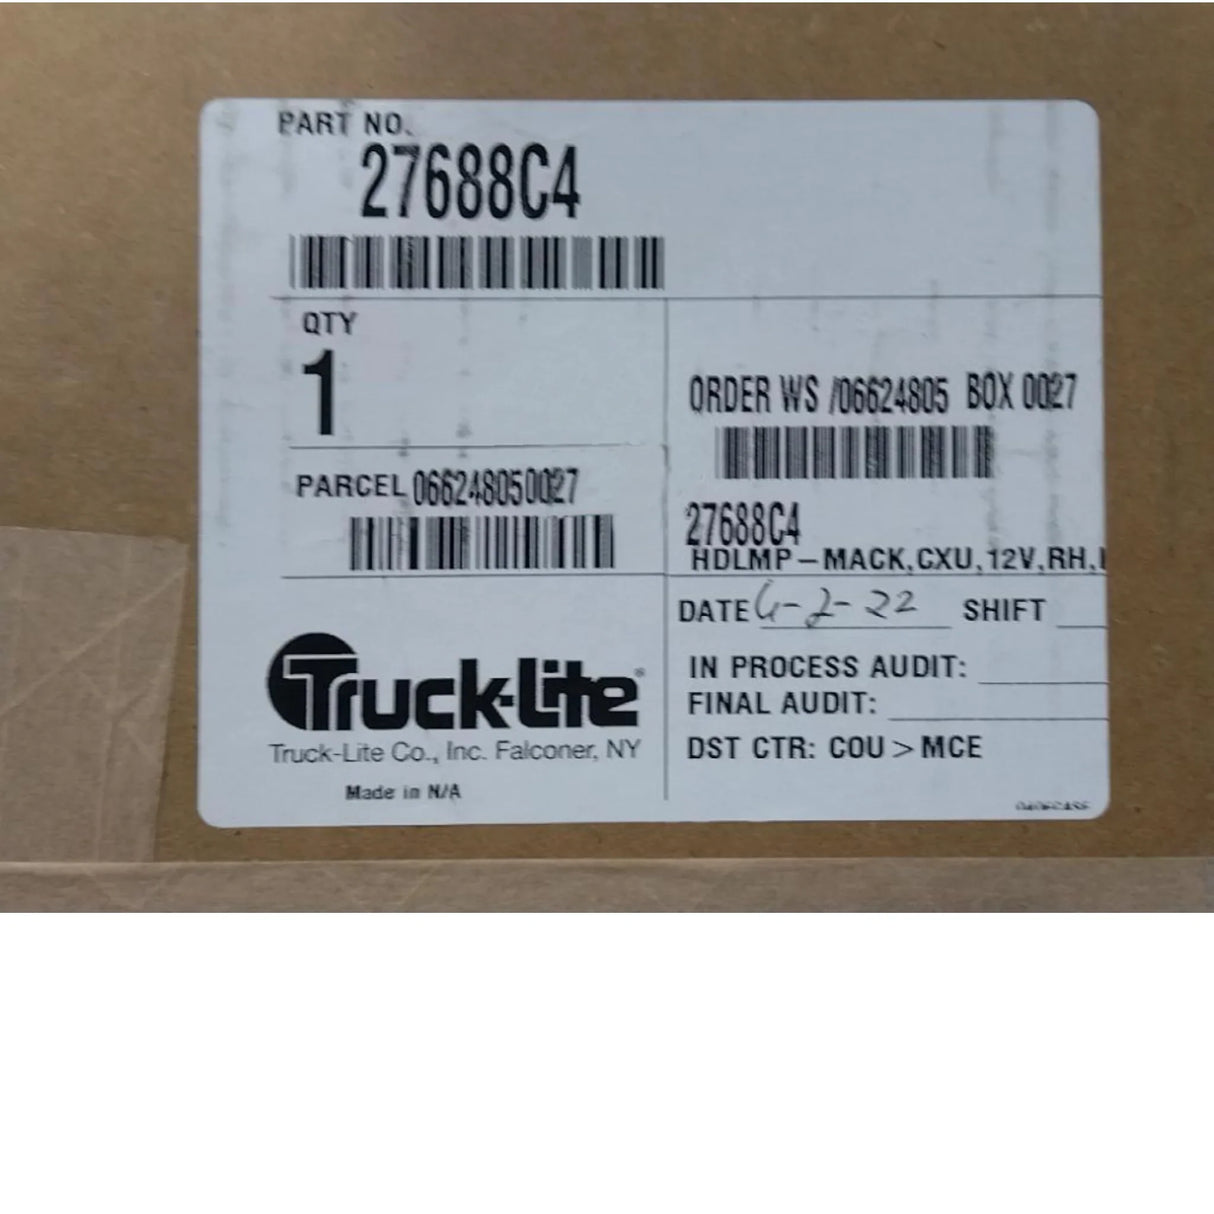 PART NO.
27688C4
QTY
1
ORDER WS /06624805 BOX 0027
PARCEL 066248050027
27688C4
HDLMP-MACK,CXU,12V,RH,
DATE 6-2-22 SHIFT
IN PROCESS AUDIT:
FINAL AUDIT:
DST CTR: COU>MCE
Truck-Lite®
Truck-Lite Co., Inc. Falconer, NY
Made in N/A